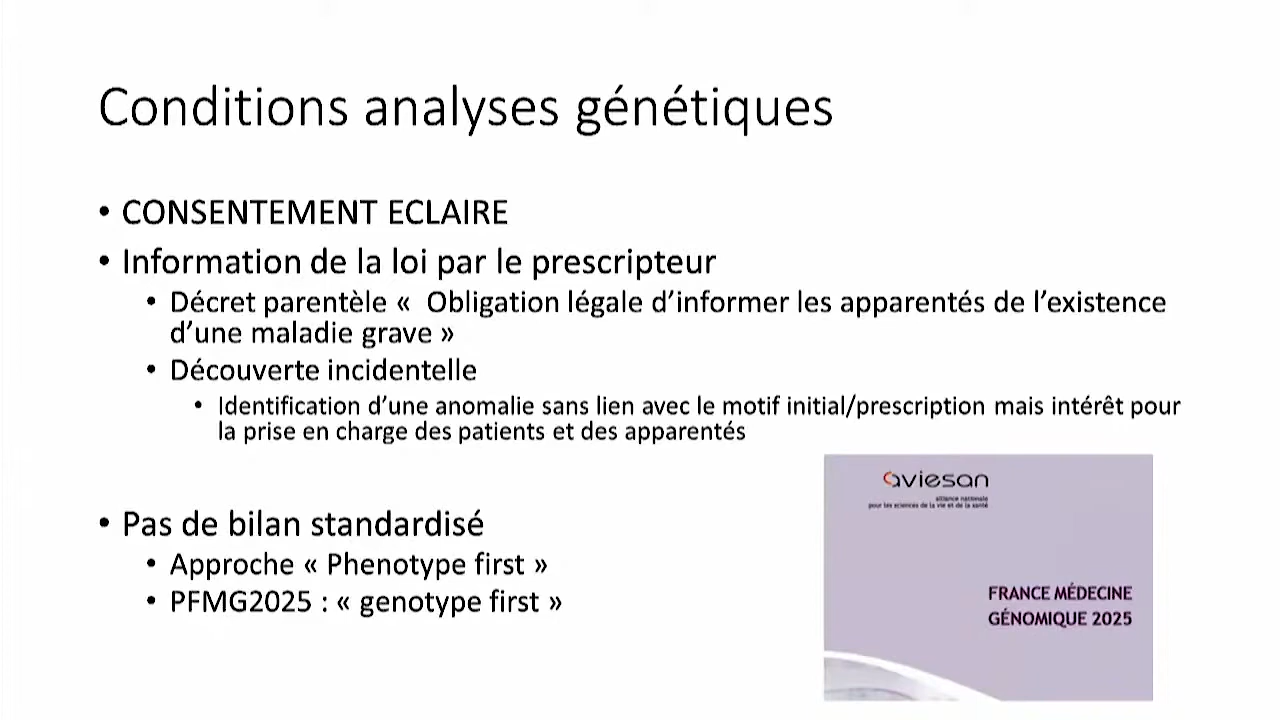 Conditions analyses génétiques
• CONSENTEMENT ECLAIRE
• Information de la loi par le prescripteur
• Décret parentèle «  Obligation légale d’informer les apparentés de l’existence
d’une maladie grave »
• Découverte incidentelle
• Identification d’une anomalie sans lien avec le motif initial/prescription mais intérêt pour
la prise en charge des patients et des apparentés
• Pas de bilan standardisé
• Approche « Phenotype first »
• PFMG2025 : « genotype first »
aviesan
alliance nationale
pour les sciences de la vie et de la santé
FRANCE MÉDECINE
GÉNOMIQUE 2025